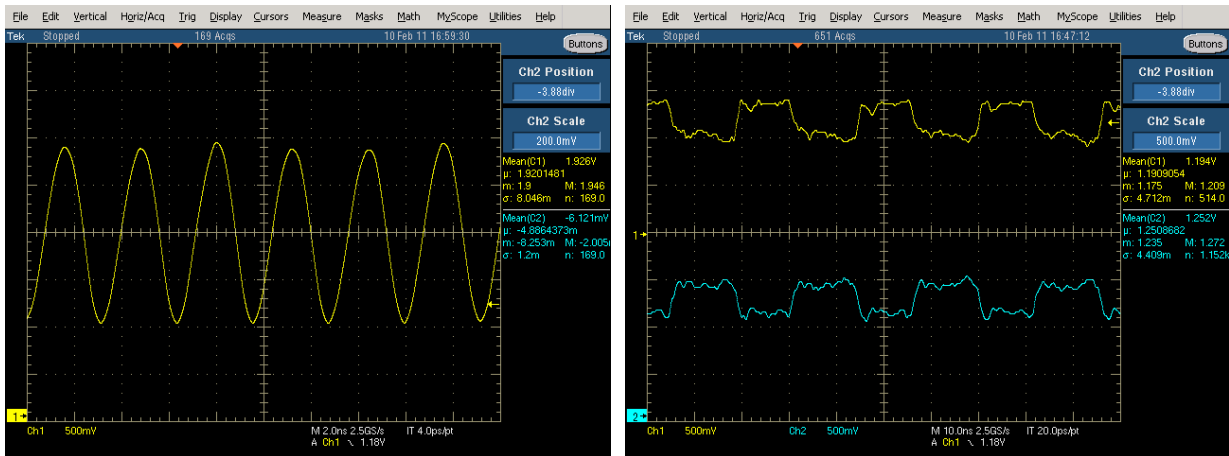 File Edit Vertical Horiz/Acq Trig Display Cursors Measure Masks Math MyScope Utilities Help
Tek Stopped 169 Acqs 10 Feb 11 16:59:30
Buttons
Ch2 Position
-3.88div
Ch2 Scale
200.0mV
Mean(C1) 1.926V
µ: 1.9201481
m: 1.9 M: 1.946
σ: 8.046m n: 169.0
Mean(C2) -6.121mV
µ: -4.8864373m
m: -8.253m M: -2.005
σ: 1.2m n: 169.0
1
Ch1 500mV M 2.0ns 2.5GS/s IT 4.0ps/pt
A Ch1 1.18V
File Edit Vertical Horiz/Acq Trig Display Cursors Measure Masks Math MyScope Utilities Help
Tek Stopped 651 Acqs 10 Feb 11 16:47:12
Buttons
Ch2 Position
-3.88div
Ch2 Scale
500.0mV
Mean(C1) 1.194V
µ: 1.1909054
m: 1.175 M: 1.209
σ: 4.712m n: 514.0
Mean(C2) 1.252V
µ: 1.2508682
m: 1.235 M: 1.272
σ: 4.409m n: 1.152k
1
2
Ch1 500mV Ch2 500mV M 10.0ns 2.5GS/s IT 20.0ps/pt
A Ch1 1.18V